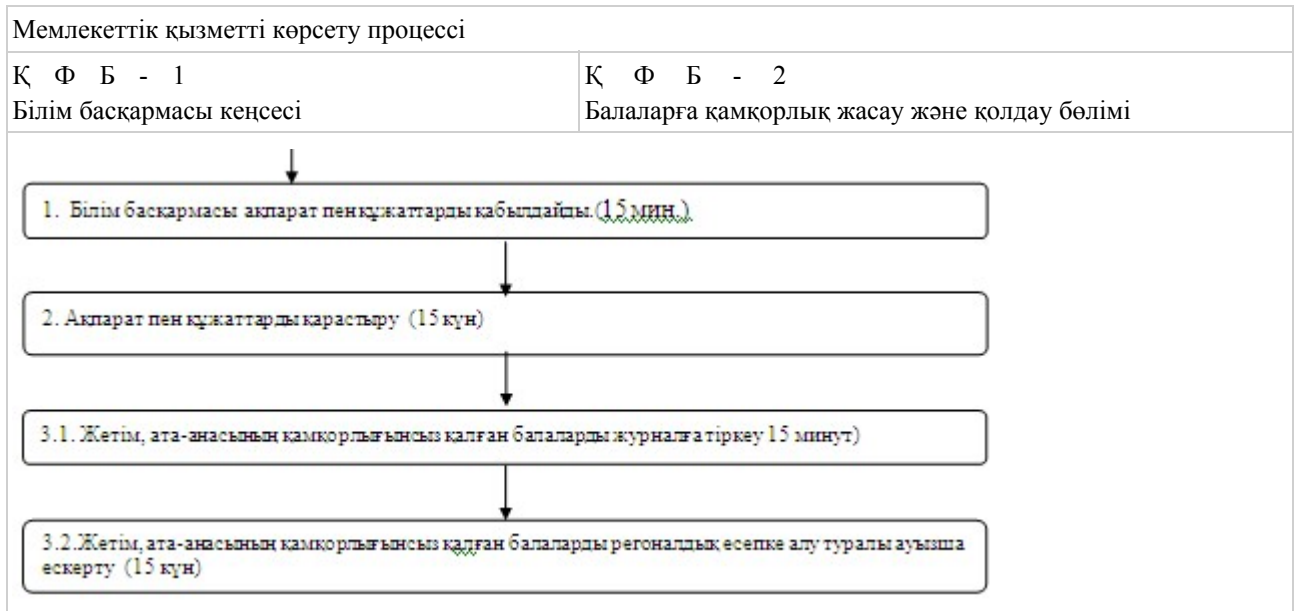 Мемлекеттік қызметті көрсету процессі
Қ Ф Б - 1
Білім басқармасы кеңсесі
Қ Ф Б - 2
Балаларға қамқорлық жасау және қолдау бөлімі
1. Білім басқармасы ақпарат пен құжаттарды қабылдайды.(15 мин.)
2. Ақпарат пен құжаттарды қарастыру (15 күн)
3.1. Жетім, ата-анасының қамқорлығынсыз қалған балаларды журналға тіркеу 15 минут)
3.2.Жетім, ата-анасының қамқорлығынсыз қалған балаларды регоналдық есепке алу туралы ауызша
ескерту (15 күн)